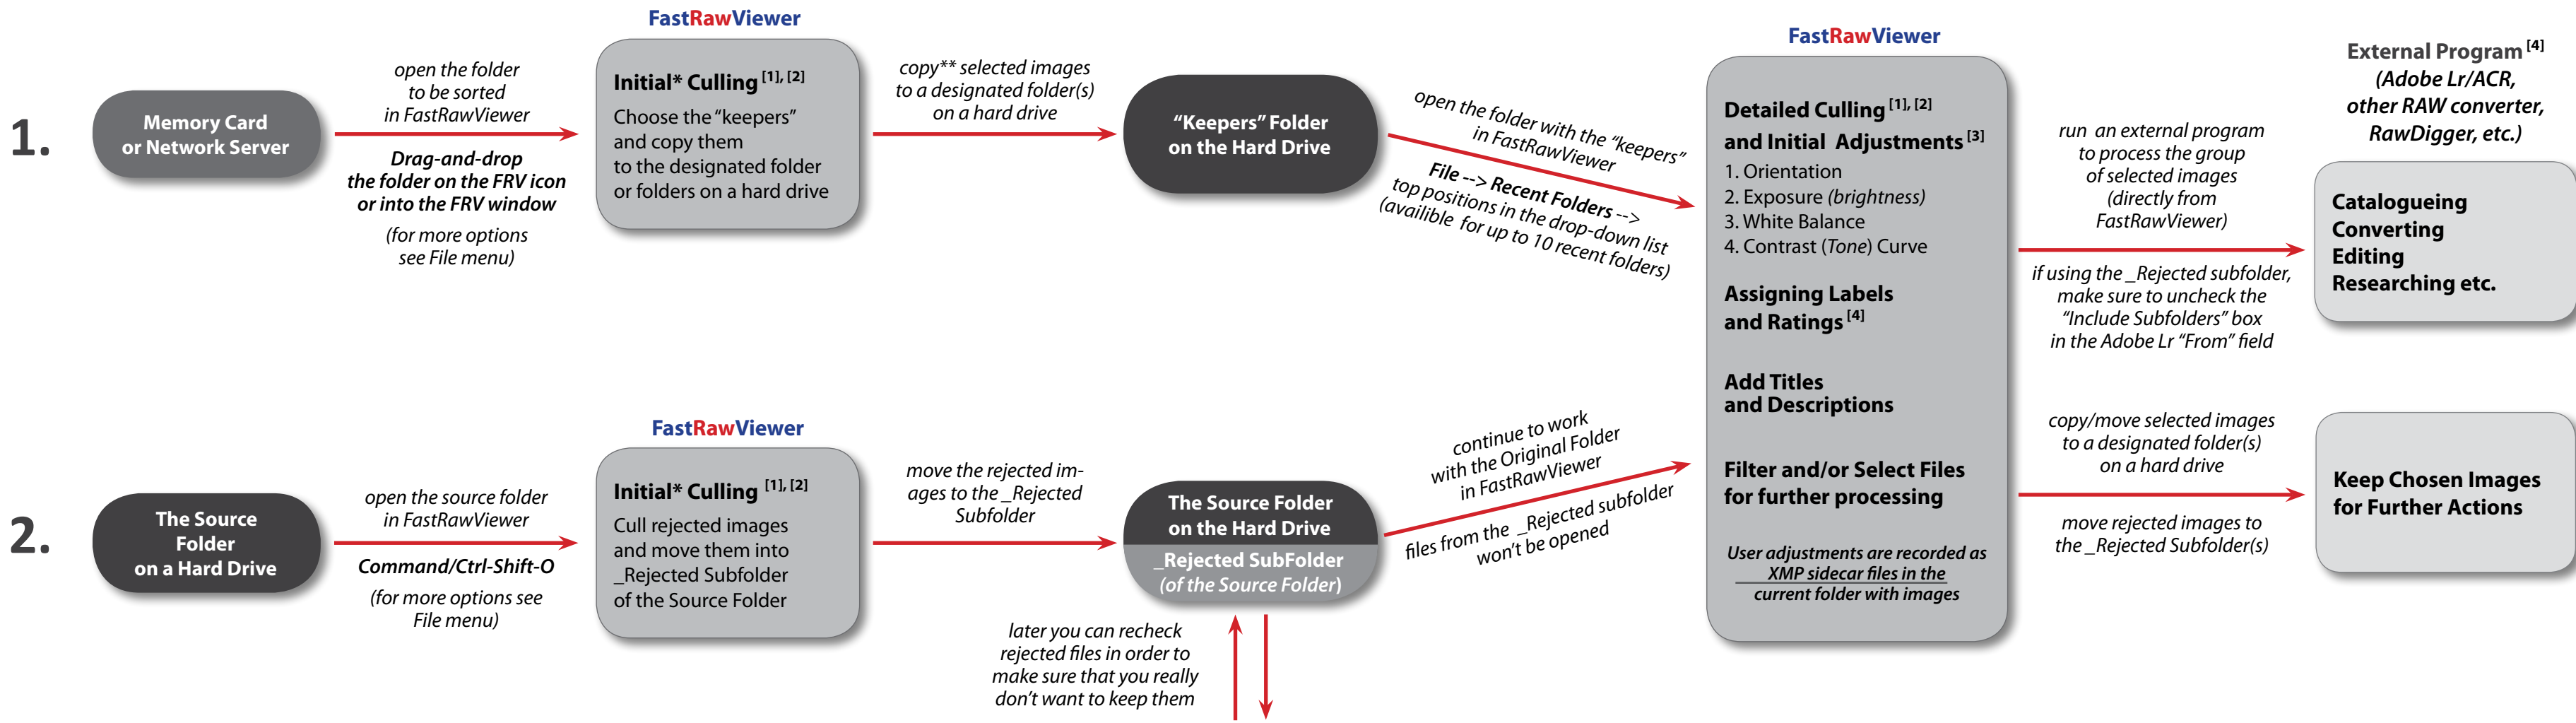 1.
Memory Card
or Network Server
open the folder
to be sorted
in FastRawViewer
Drag-and-drop
the folder on the FRV icon
or into the FRV window
(for more options
see File menu)
FastRawViewer
Initial* Culling [1], [2]
Choose the “keepers”
and copy them
to the designated folder
or folders on a hard drive
copy** selected images
to a designated folder(s)
on a hard drive
“Keepers” Folder
on the Hard Drive
open the folder with the “keepers”
in FastRawViewer
File --> Recent Folders -->
top positions in the drop-down list
(availible for up to 10 recent folders)
2.
The Source
Folder
on a Hard Drive
open the source folder
in FastRawViewer
Command/Ctrl-Shift-O
(for more options see
File menu)
FastRawViewer
Initial* Culling [1], [2]
Cull rejected images
and move them into
_Rejected Subfolder
of the Source Folder
move the rejected im-
ages to the _Rejected
Subfolder
The Source Folder
on the Hard Drive
_Rejected SubFolder
(of the Source Folder)
later you can recheck
rejected files in order to
make sure that you really
don’t want to keep them
continue to work
with the Original Folder
in FastRawViewer
files from the _Rejected subfolder
won’t be opened
FastRawViewer
Detailed Culling [1], [2]
and Initial Adjustments [3]
1. Orientation
2. Exposure (brightness)
3. White Balance
4. Contrast (Tone) Curve
Assigning Labels
and Ratings [4]
Add Titles
and Descriptions
Filter and/or Select Files
for further processing
User adjustments are recorded as
XMP sidecar files in the
current folder with images
run an external program
to process the group
of selected images
(directly from
FastRawViewer)
if using the _Rejected subfolder,
make sure to uncheck the
“Include Subfolders” box
in the Adobe Lr “From” field
External Program [4]
(Adobe Lr/ACR,
other RAW converter,
RawDigger, etc.)
Catalogueing
Converting
Editing
Researching etc.
copy/move selected images
to a designated folder(s)
on a hard drive
move rejected images to
the _Rejected Subfolder(s)
Keep Chosen Images
for Further Actions